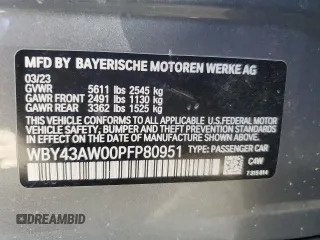 MFD BY BAYERISCHE MOTOREN WERKE AG
03/23
GVWR 5611 lbs 2545 kg
GAWR FRONT 2491 lbs 1130 kg
GAWR REAR 3362 lbs 1525 kg
THIS VEHICLE CONFORMS TO ALL APPLICABLE U.S. FEDERAL MOTOR
VEHICLE SAFETY, BUMPER, AND THEFT PREVENTION STANDARDS
IN EFFECT ON THE DATE OF MANUFACTURE SHOWN ABOVE.
WBY43AW00PFP80951 TYPE: PASSENGER CAR
C4W